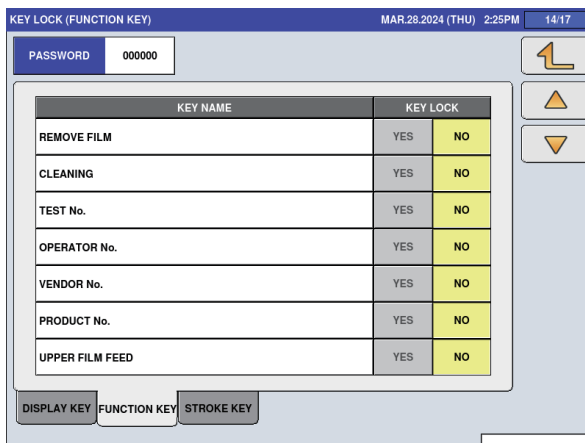 KEY LOCK (FUNCTION KEY) MAR.28.2024 (THU) 2:25PM 14/17
PASSWORD 000000
KEY NAME KEY LOCK
REMOVE FILM YES NO
CLEANING YES NO
TEST No. YES NO
OPERATOR No. YES NO
VENDOR No. YES NO
PRODUCT No. YES NO
UPPER FILM FEED YES NO
DISPLAY KEY FUNCTION KEY STROKE KEY